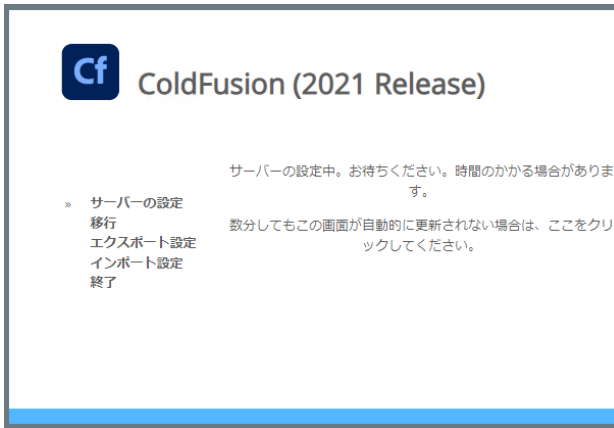 Cf
ColdFusion (2021 Release)
サーバーの設定中。お待ちください。時間のかかる場合がありま
す。
» サーバーの設定
移行
数分してもこの画面が自動的に更新されない場合は、ここをクリ
エクスポート設定
ックしてください。
インポート設定
終了